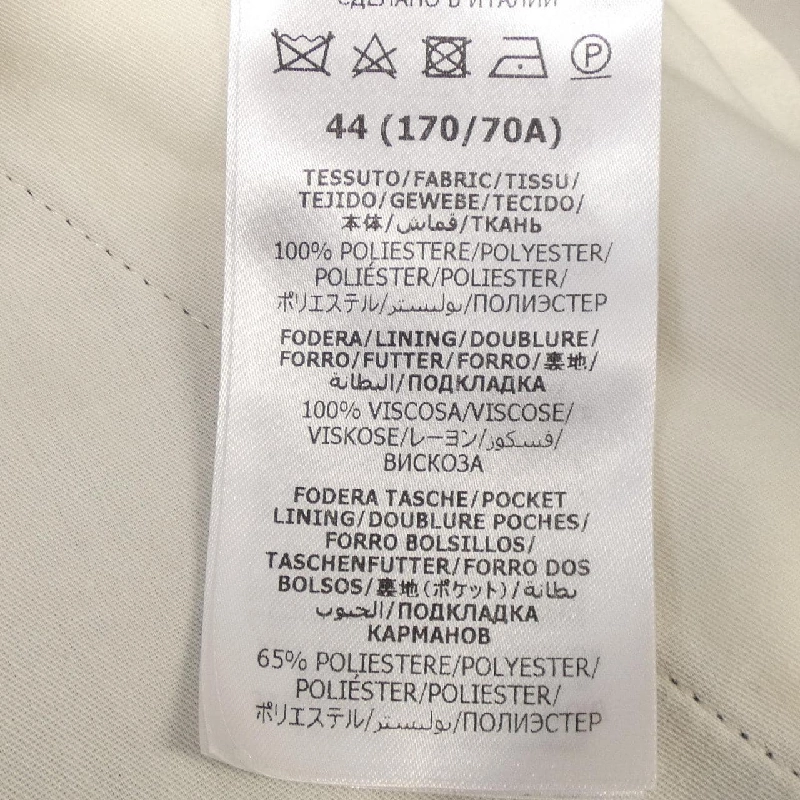 СДЕЛАНО В ИТАЛИИ
P
44 (170/70A)
TESSUTO/FABRIC/TISSU/
TEJIDO/GEWEBE/TECIDO/
本体/قماش/ТКАНЬ
100% POLIESTERE/POLYESTER/
POLIÉSTER/POLIESTER/
ポリエステル/بوليستر/ПОЛИЭСТЕР
FODERA/LINING/DOUBLURE/
FORRO/FUTTER/FORRO/裏地/
البطانة/ПОДКЛАДКА
100% VISCOSA/VISCOSE/
VISKOSE/レーヨン/فسكوز/
ВИСКОЗА
FODERA TASCHE/POCKET
LINING/DOUBLURE POCHES/
FORRO BOLSILLOS/
TASCHENFUTTER/FORRO DOS
BOLSOS/裏地(ポケット)/بطانة
الجيوب/ПОДКЛАДКА
КАРМАНОВ
65% POLIESTERE/POLYESTER/
POLIÉSTER/POLIESTER/
ポリエステル/بوليستر/ПОЛИЭСТЕР